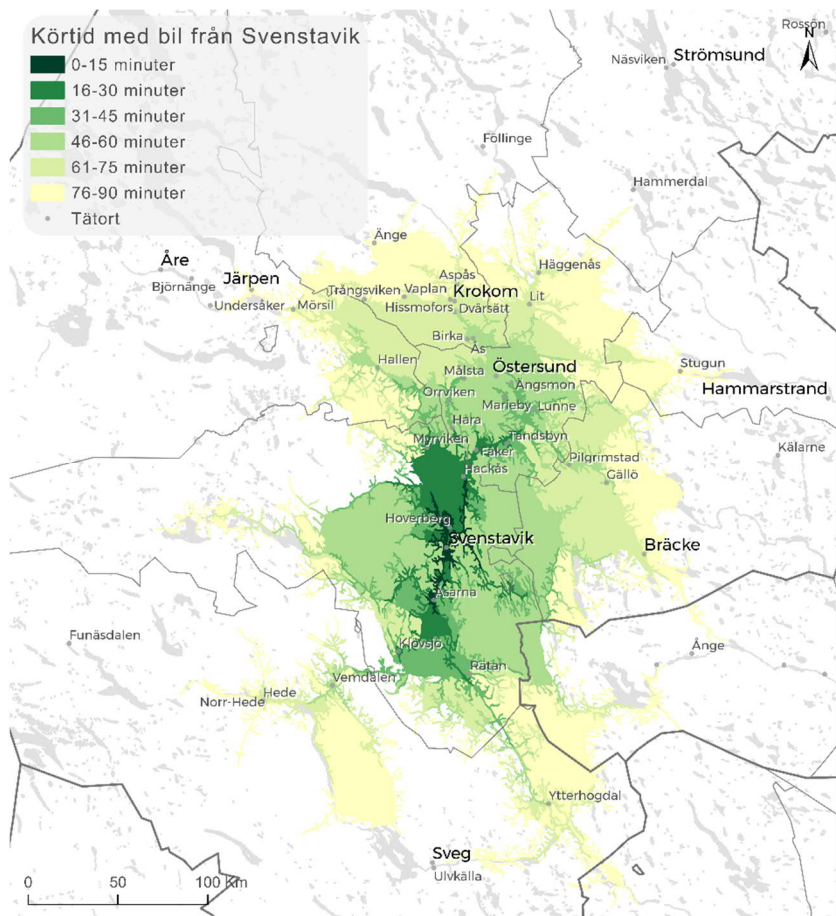 Körtid med bil från Svenstavik
0-15 minuter
16-30 minuter
31-45 minuter
46-60 minuter
61-75 minuter
76-90 minuter
Tätort
Rossön
N
Näsviken
Strömsund
Föllinge
Hammerdal
Änge
Åre
Björnänge
Järpen
Undersåker
Mörsil
Trångsviken
Vaplan
Aspås
Krokom
Hissmofors
Dvärsätt
Häggenås
Lit
Birka
Ås
Hallen
Målsta
Östersund
Ängsmon
Stugun
Hammarstrand
Orrviken
Marieby
Lunne
Hara
Myrviken
Tandsbyn
Fåker
Hackås
Pilgrimstad
Gällö
Kälarne
Hoverberg
Svenstavik
Bräcke
Åsarna
Funäsdalen
Klövsjö
Rätan
Ånge
Vemdalen
Hede
Norr-Hede
Ytterhogdal
Sveg
Ulvkälla
0 50 100 Km